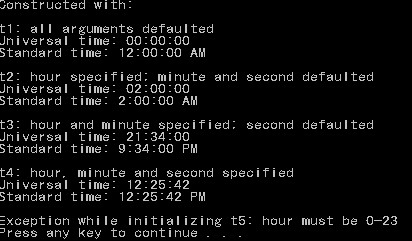 Constructed with:
t1: all arguments defaulted
Universal time: 00:00:00
Standard time: 12:00:00 AM
t2: hour specified; minute and second defaulted
Universal time: 02:00:00
Standard time: 2:00:00 AM
t3: hour and minute specified; second defaulted
Universal time: 21:34:00
Standard time: 9:34:00 PM
t4: hour, minute and second specified
Universal time: 12:25:42
Standard time: 12:25:42 PM
Exception while initializing t5: hour must be 0-23
Press any key to continue . . .